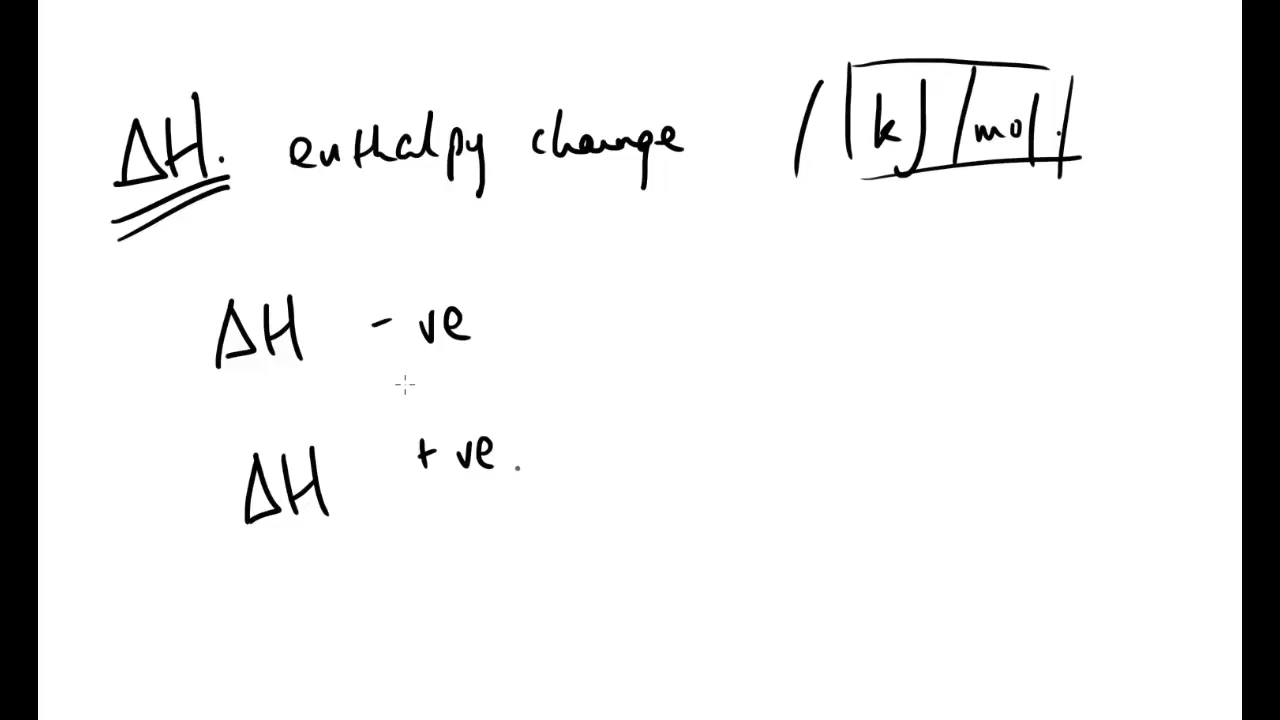 ΔH. enthalpy change / kJ/mol.
ΔH - ve
ΔH + ve.